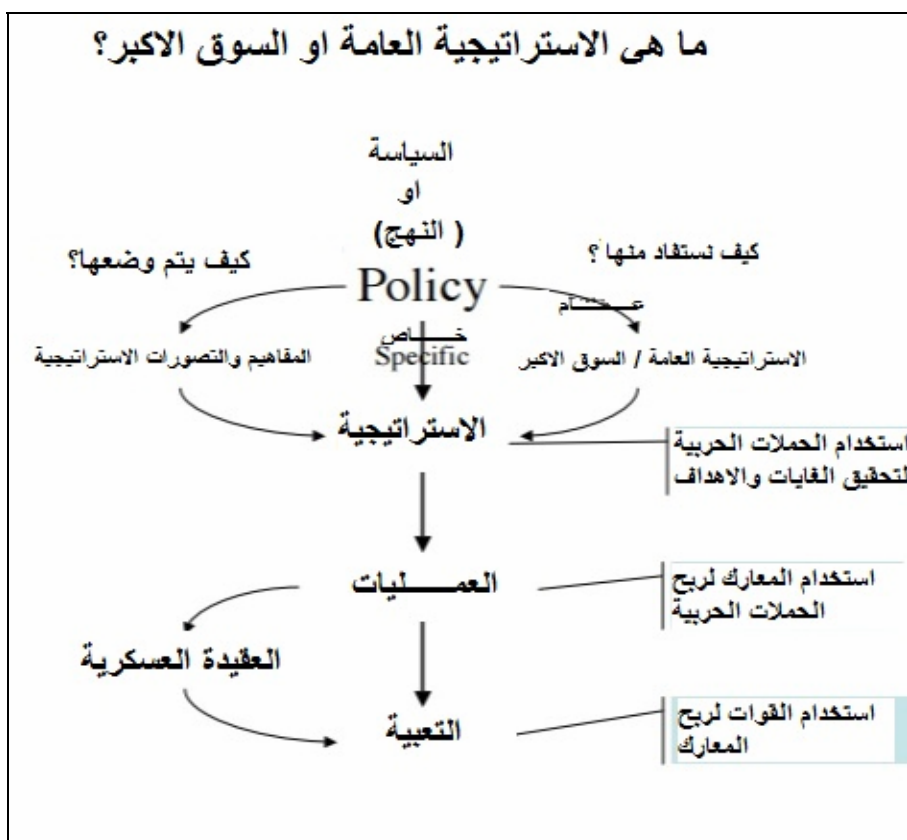 ما هى الاستراتيجية العامة او السوق الاكبر؟
السياسة
او
( النهج)
كيف نستفاد منها ؟
كيف يتم وضعها؟
Policy
عـــام
خـــاص
Specific
الاستراتيجية العامة / السوق الاكبر
المفاهيم والتصورات الاستراتيجية
الاستراتيجية
استخدام الحملات الحربية
لتحقيق الغايات والاهداف
العمـــليات
استخدام المعارك لربح
الحملات الحربية
العقيدة العسكرية
التعبية
استخدام القوات لربح
المعارك